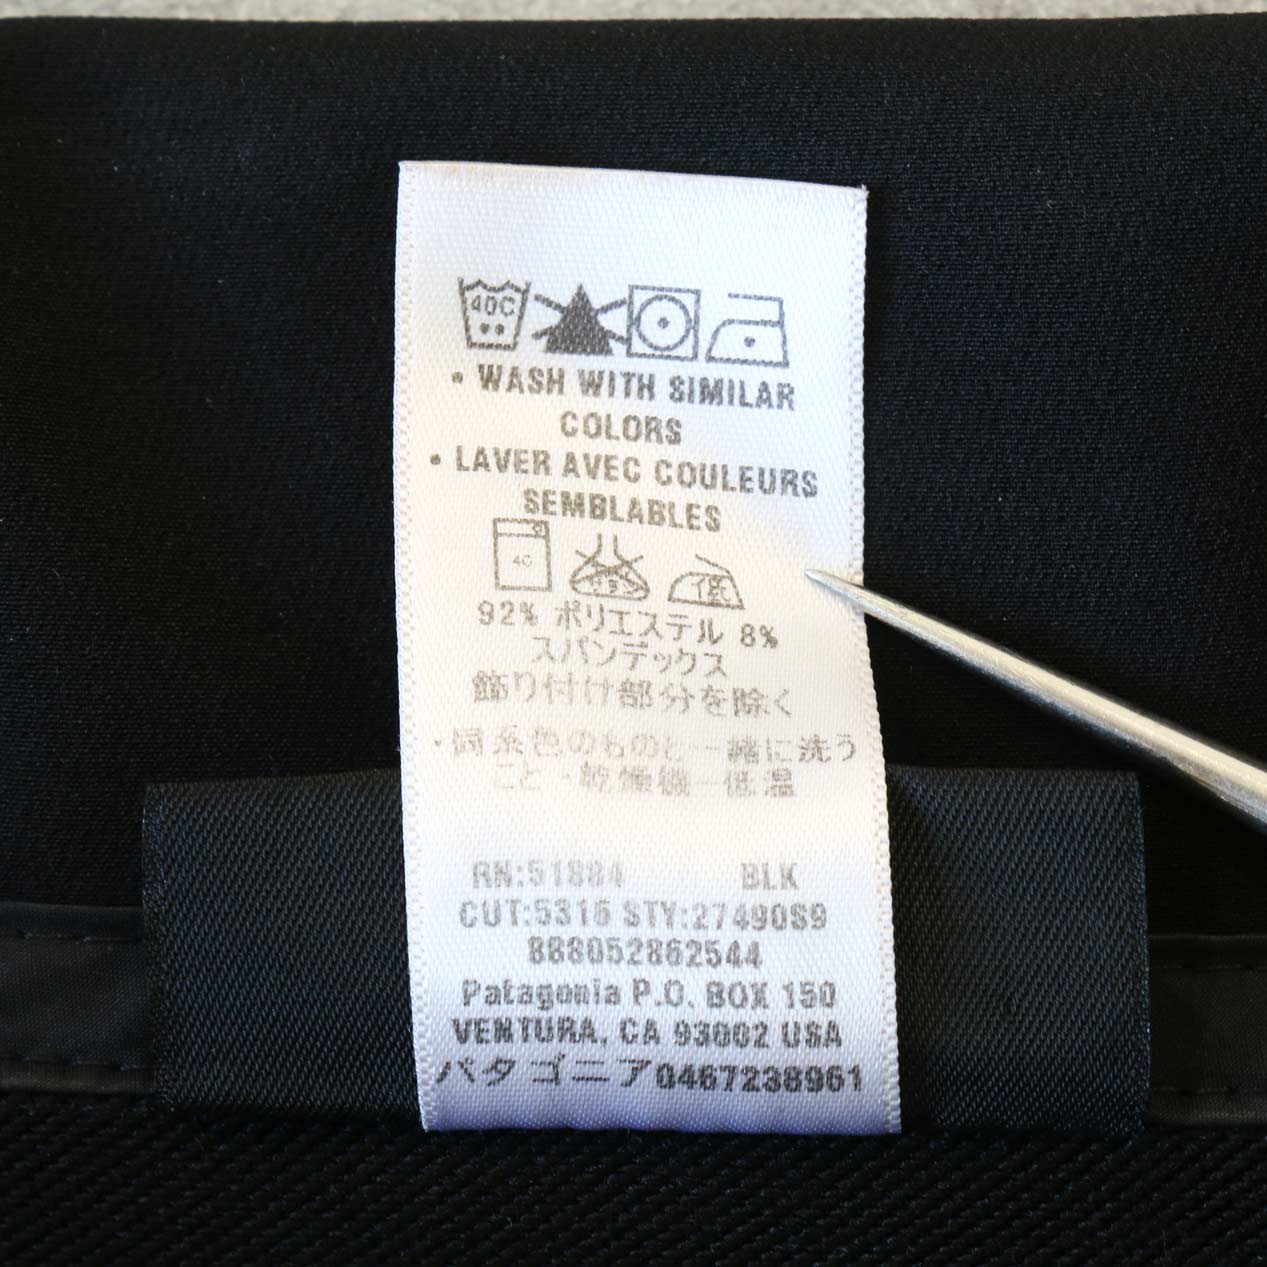 40C
• WASH WITH SIMILAR
COLORS
• LAVER AVEC COULEURS
SEMBLABLES
40
低
92% ポリエステル 8%
スパンデックス
飾り付け部分を除く
・同系色のものと一緒に洗う
こと・乾燥機一低温
RN:51884 BLK
CUT:5316 STY:27490S9
888052862544
Patagonia P.O. BOX 150
VENTURA, CA 93002 USA
パタゴニア0467238961